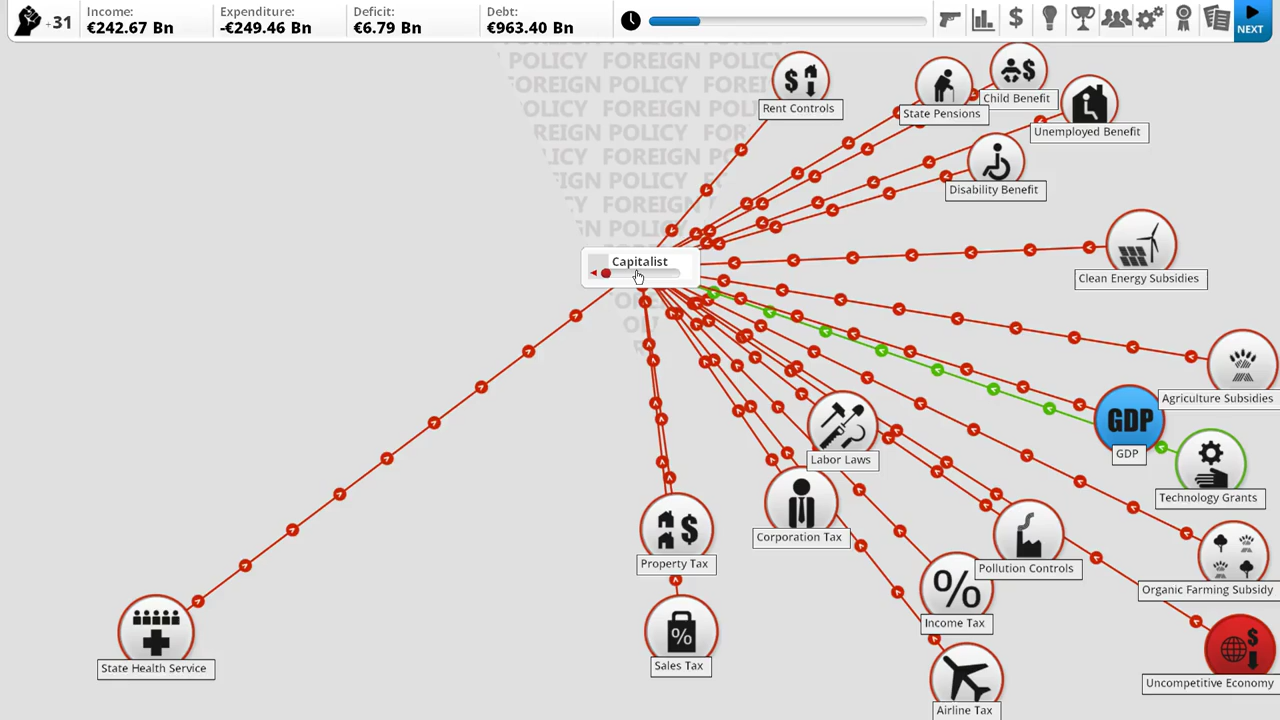 +31
Income:
€242.67 Bn
Expenditure:
-€249.46 Bn
Deficit:
€6.79 Bn
Debt:
€963.40 Bn
NEXT
FOREIGN POLICY
POLICY FOREIGN POLICY
FOREIGN POLICY
POLICY FOREIGN
FOREIGN POLICY
Rent Controls
State Pensions
Child Benefit
Unemployed Benefit
Disability Benefit
Capitalist
Clean Energy Subsidies
Agriculture Subsidies
GDP
GDP
Technology Grants
Labor Laws
Property Tax
Corporation Tax
Pollution Controls
Organic Farming Subsidy
% 
Income Tax
%
Sales Tax
State Health Service
Uncompetitive Economy
Airline Tax